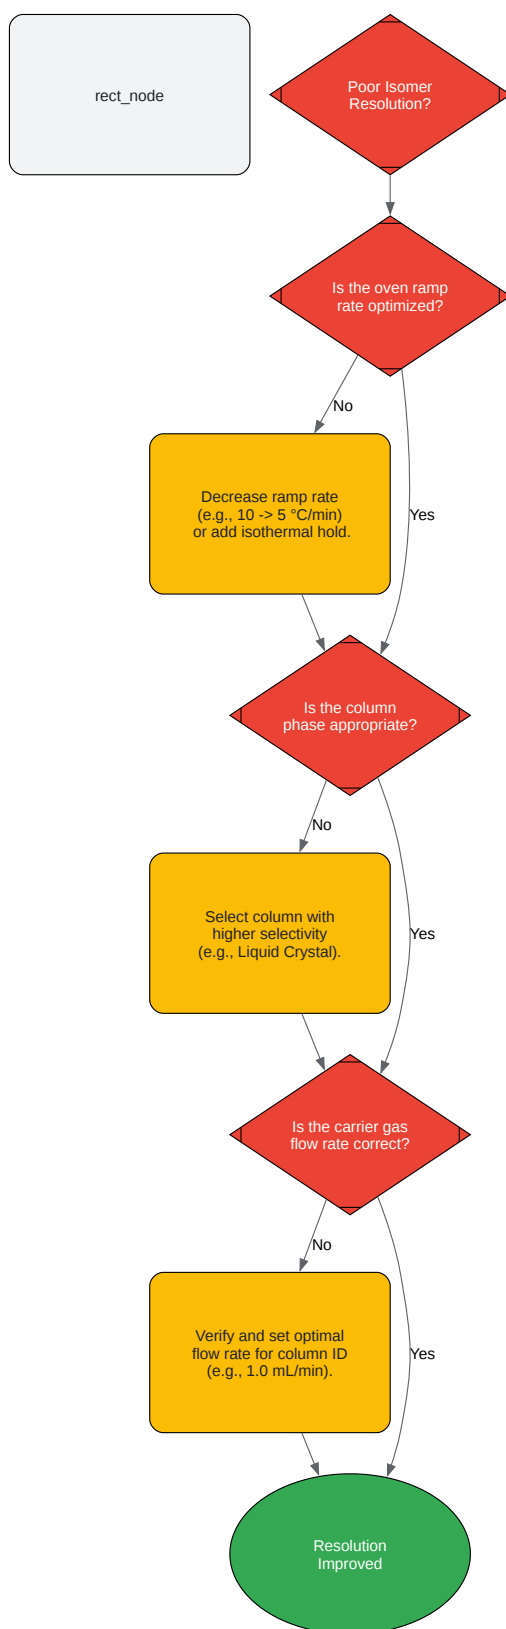 rect_node
Poor Isomer
Resolution?
Is the oven ramp
rate optimized?
No
Decrease ramp rate
(e.g., 10 -> 5 °C/min)
or add isothermal hold.
Yes
Is the column
phase appropriate?
No
Select column with
higher selectivity
(e.g., Liquid Crystal).
Yes
Is the carrier gas
flow rate correct?
No
Verify and set optimal
flow rate for column ID
(e.g., 1.0 mL/min).
Yes
Resolution
Improved